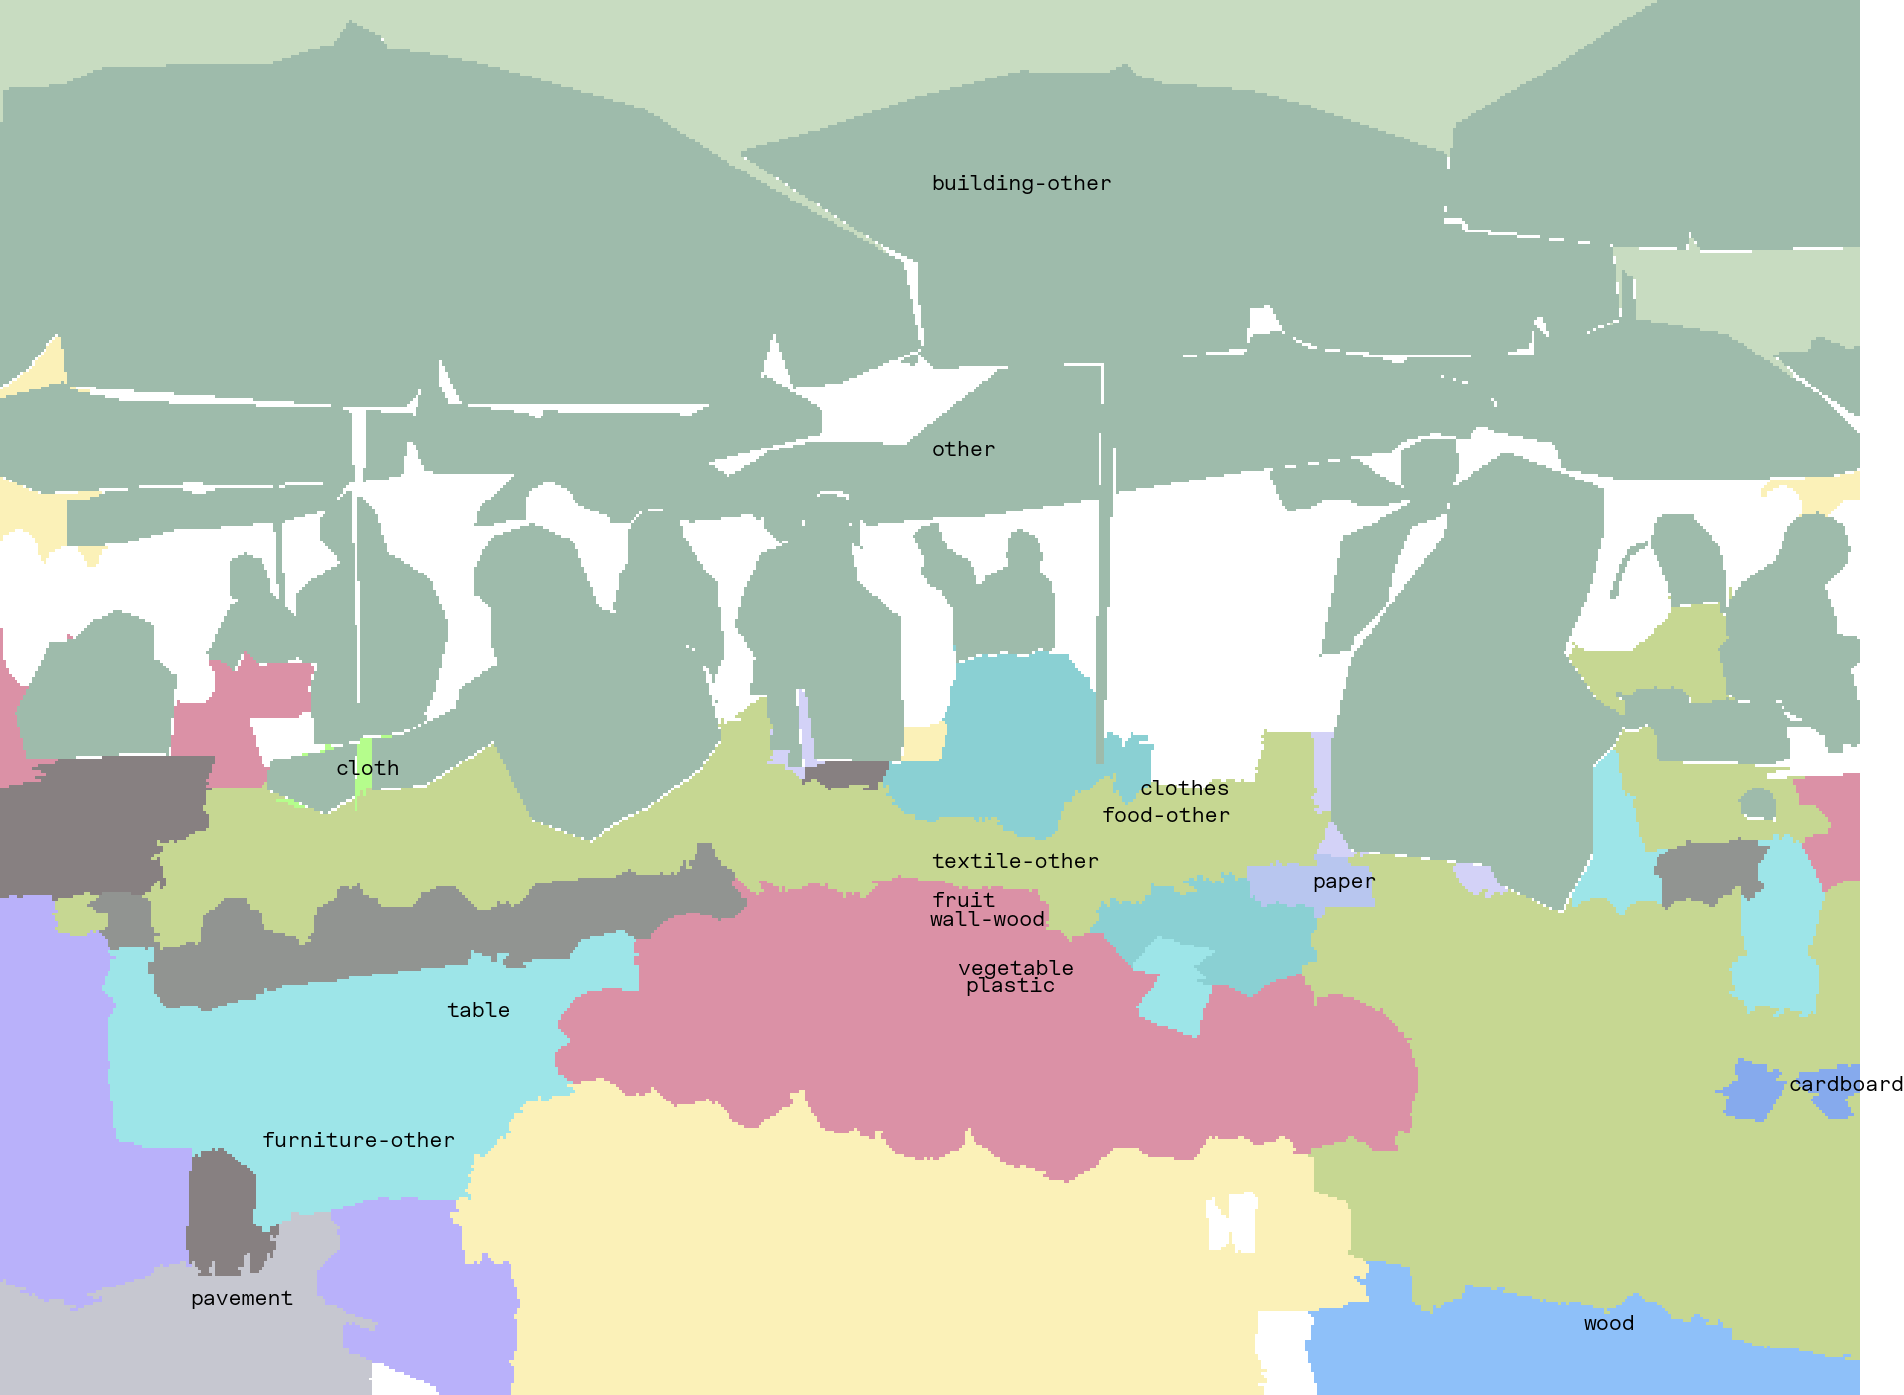 building-other
other
cloth
clothes
food-other
textile-other
paper
fruit
wall-wood
vegetable
plastic
table
cardboard
furniture-other
pavement
wood